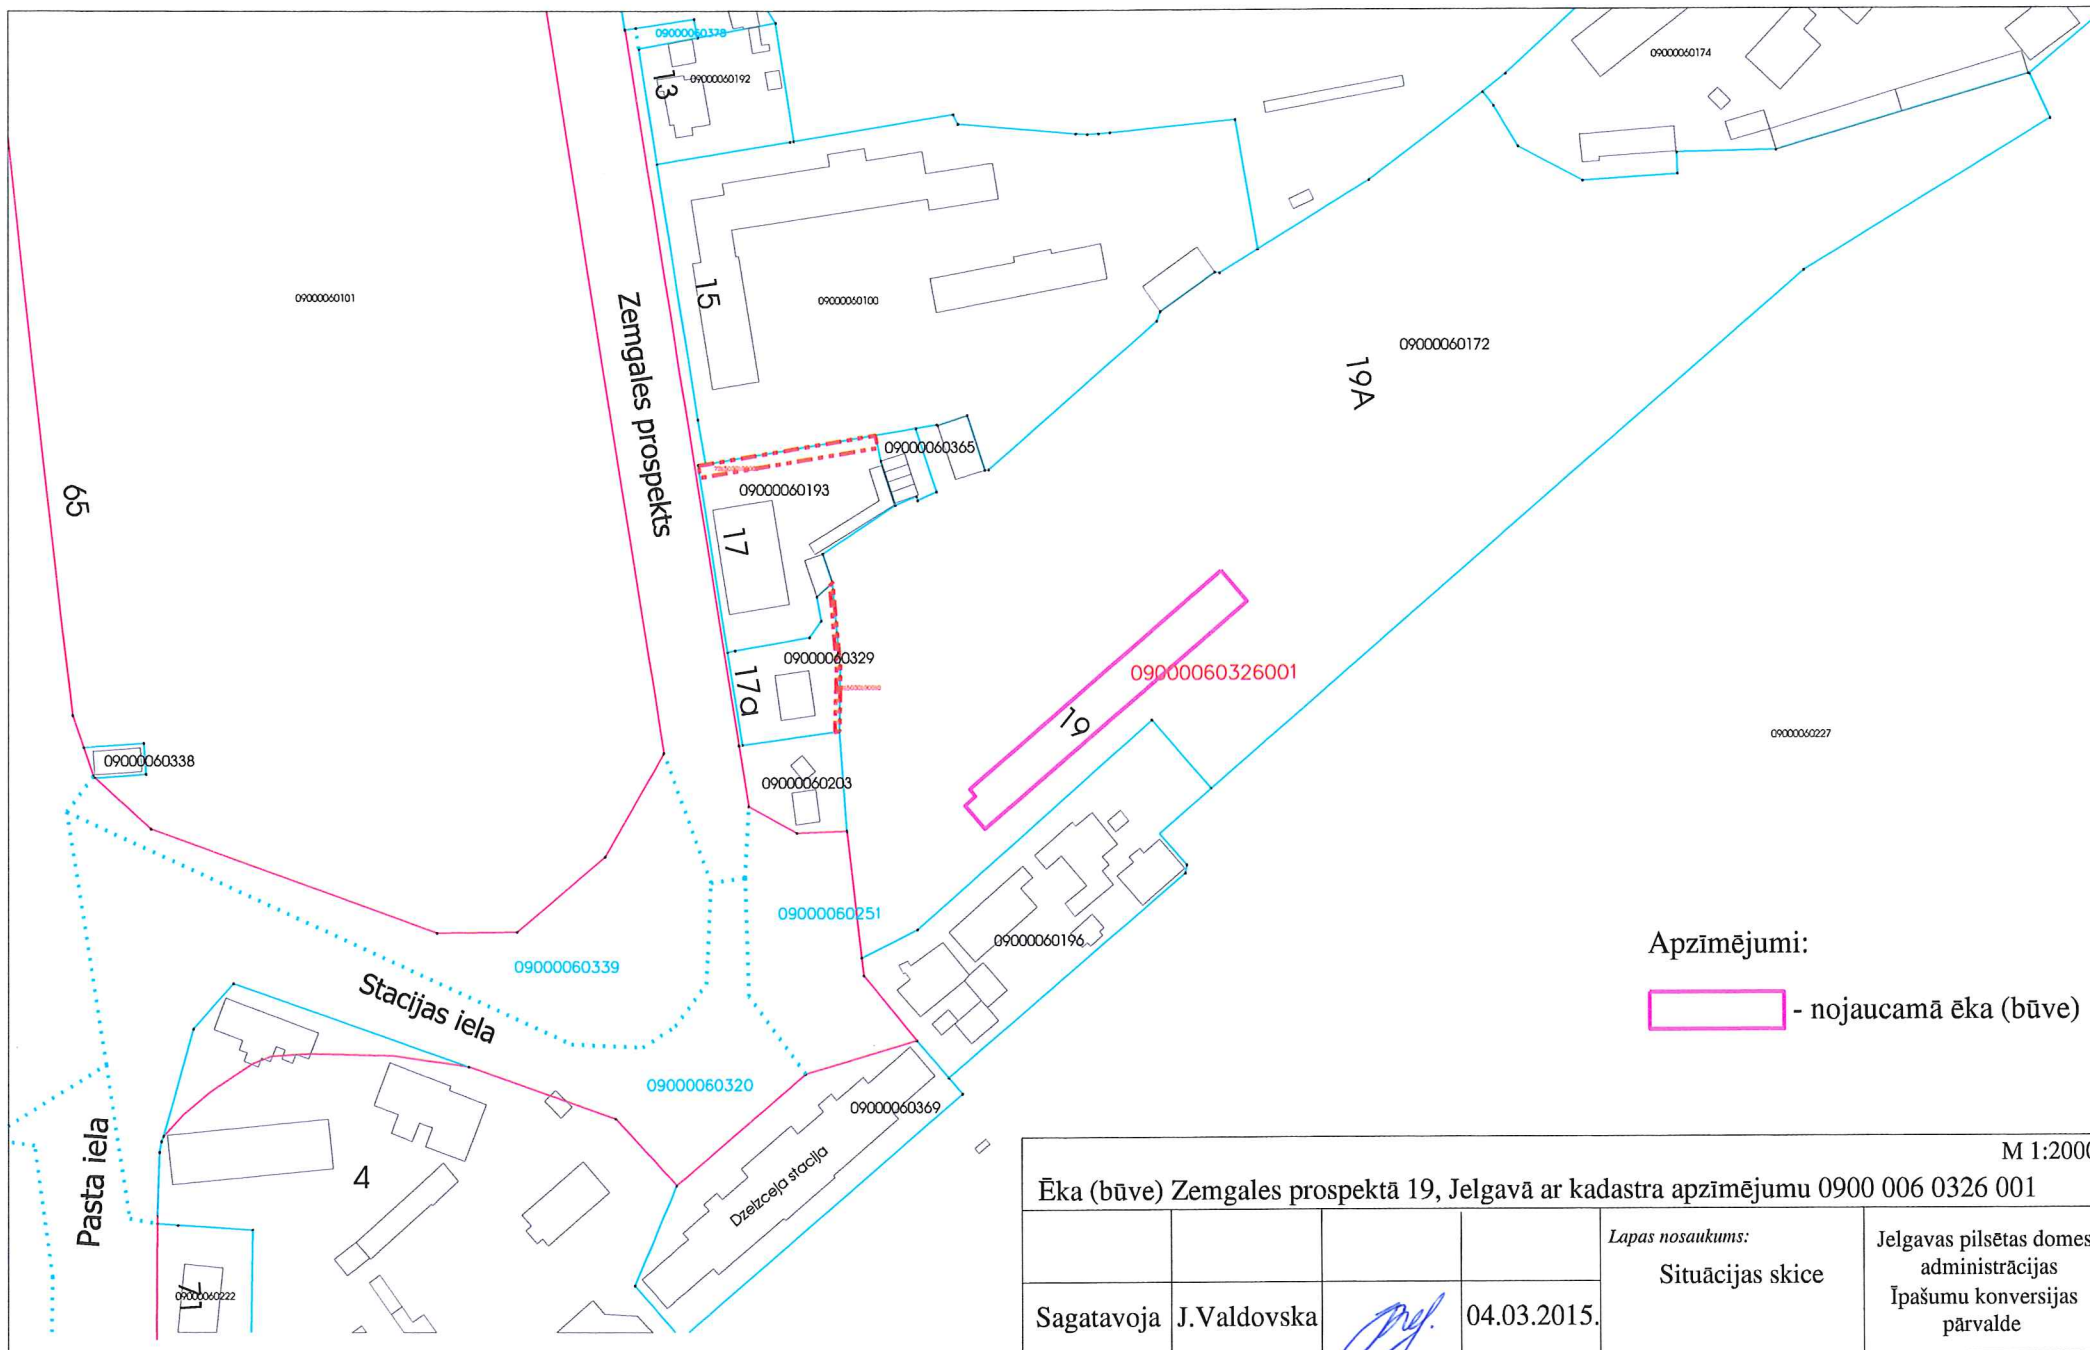 09000060378
09000060174
13
09000060192
09000060101
Zemgales prospekts
15
09000060100
09000060172
19A
09000060365
65
09000060193
17
09000060329
09000060326001
17a
19
09000060227
09000060338
09000060203
09000060251
09000060196
Apzīmējumi:
- nojaucamā ēka (būve)
09000060339
Stacijas iela
09000060320
09000060369
Pasta iela
4
Dzelzceļa stacija
71
09000060222
M 1:2000
Ēka (būve) Zemgales prospektā 19, Jelgavā ar kadastra apzīmējumu 0900 006 0326 001
Lapas nosaukums:
Situācijas skice
Jelgavas pilsētas domes
administrācijas
Īpašumu konversijas
pārvalde
Sagatavoja J.Valdovska 04.03.2015.